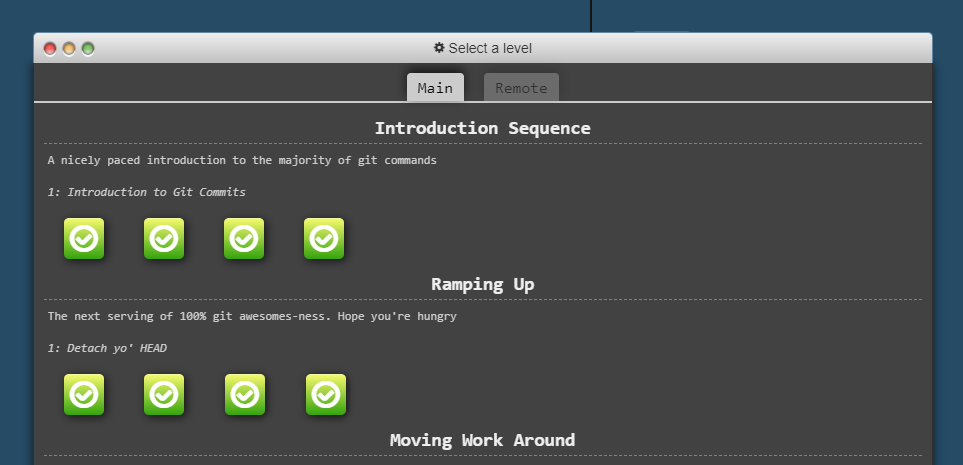 Select a level
Main Remote
Introduction Sequence
A nicely paced introduction to the majority of git commands
1: Introduction to Git Commits
Ramping Up
The next serving of 100% git awesomes-ness. Hope you're hungry
1: Detach yo' HEAD
Moving Work Around